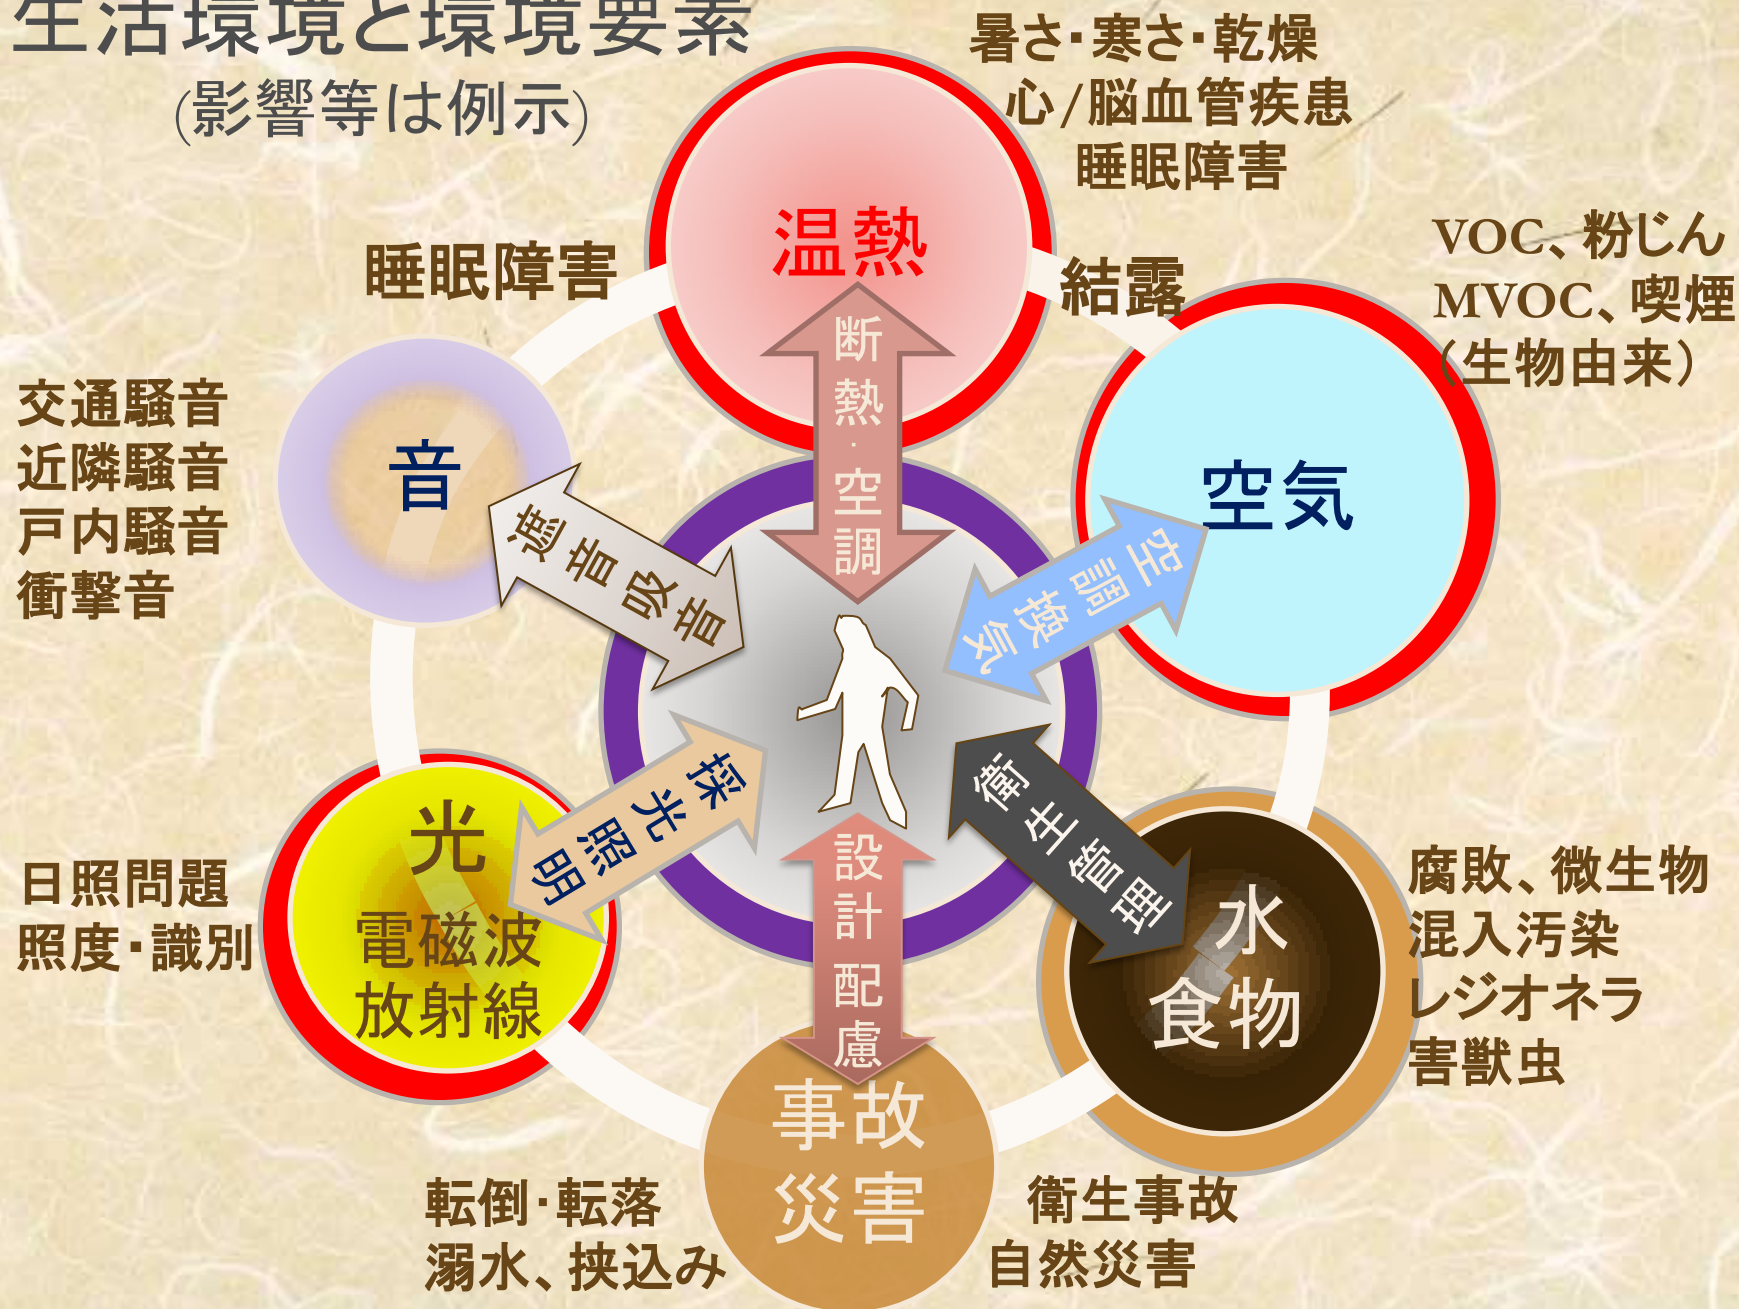 生活環境と環境要素
(影響等は例示)
暑さ・寒さ・乾燥
心/脳血管疾患
睡眠障害
温熱
断熱・空調
睡眠障害
結露
VOC、粉じん
MVOC、喫煙
（生物由来）
空気
空調換気
音
遮音吸音
交通騒音
近隣騒音
戸内騒音
衝撃音
光
電磁波
放射線
採光照明
日照問題
照度・識別
衛生管理
水
食物
腐敗、微生物
混入汚染
レジオネラ
害獣虫
設計配慮
事故
災害
転倒・転落
溺水、挟込み
衛生事故
自然災害